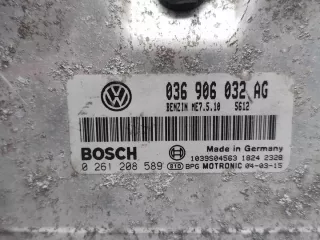 036 906 032 AG
BENZIN ME7.5.10 5612
BOSCH
Made in Germany
1039S04563 1824 2328
0 261 208 589
BPG MOTRONIC 04-03-15